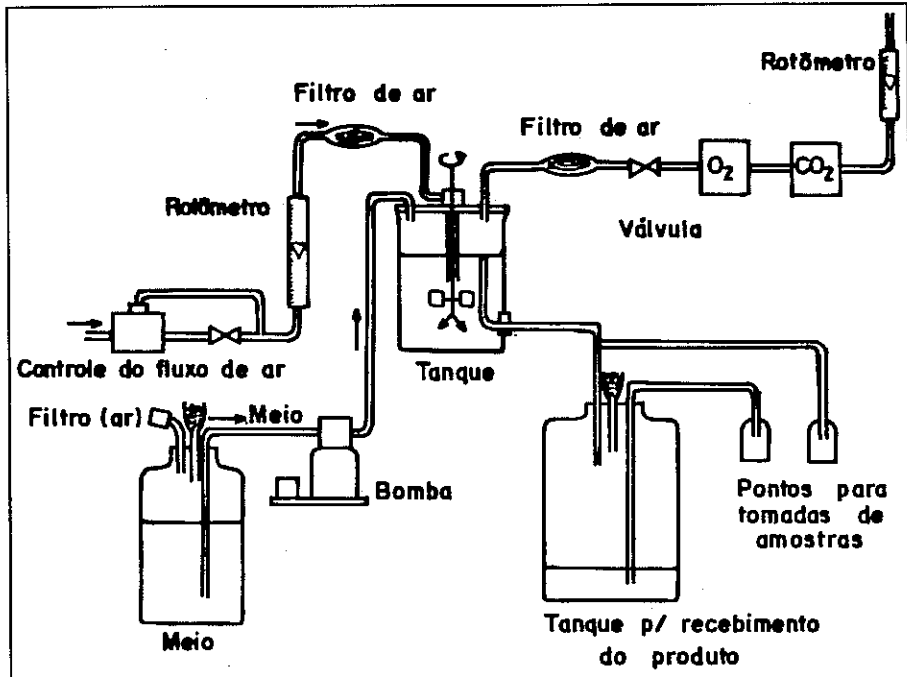 Rotômetro
Filtro de ar
Filtro de ar
O2
CO2
Rotômetro
Válvula
Controle do fluxo de ar
Tanque
Filtro (ar)
Meio
Bomba
Pontos para
tomadas de
amostras
Meio
Tanque p/ recebimento
do produto